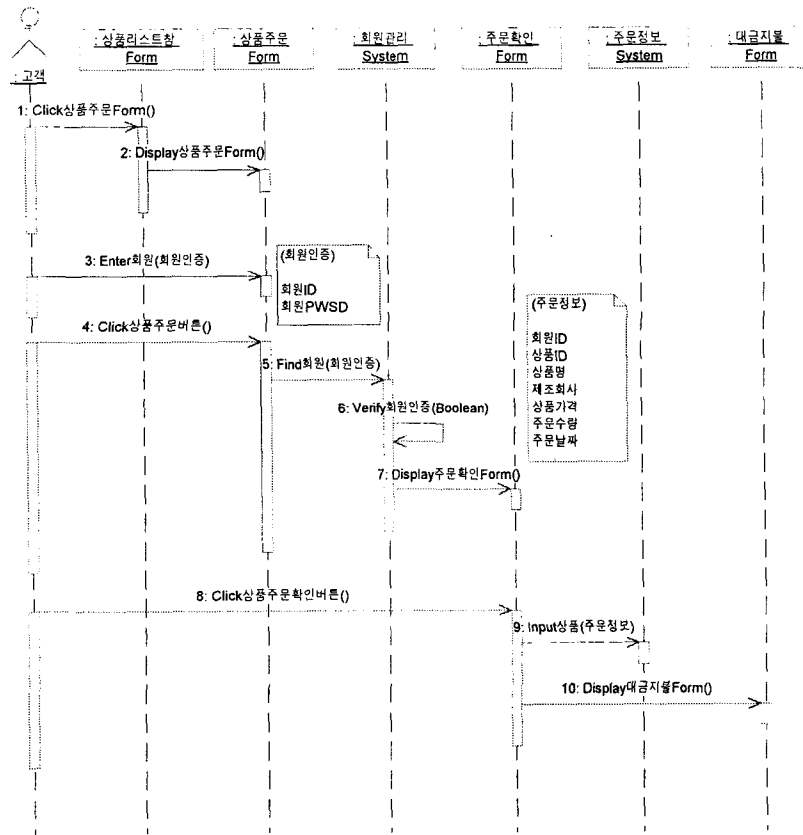 : 상품리스트창
Form
: 상품주문
Form
: 회원관리
System
: 주문확인
Form
: 주문정보
System
: 대금지불
Form
: 고객
1: Click상품주문Form()
2: Display상품주문Form()
3: Enter회원(회원인증)
(회원인증)
회원ID
회원PWSD
4: Click상품주문버튼()
(주문정보)
회원ID
상품ID
상품명
제조회사
상품가격
주문수량
주문날짜
5: Find회원(회원인증)
6: Verify회원인증(Boolean)
7: Display주문확인Form()
8: Click상품주문확인버튼()
9: Input상품(주문정보)
10: Display대금지불Form()